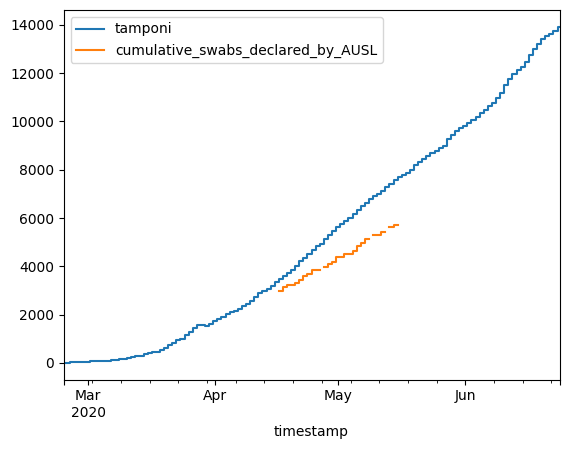 tamponi
cumulative_swabs_declared_by_AUSL
14000
12000
10000
8000
6000
4000
2000
0
Mar
2020
Apr
May
Jun
timestamp